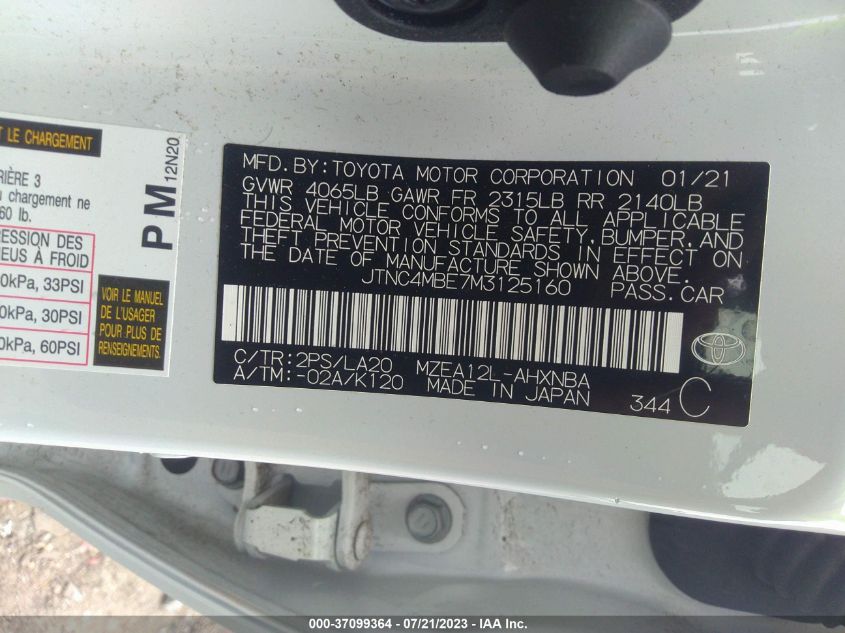 T LE CHARGEMENT
RIÈRE 3
u chargement ne
60 lb.
RESSION DES
NEUS À FROID
0kPa, 33PSI
0kPa, 30PSI
0kPa, 60PSI
VOIR LE MANUEL
DE L'USAGER
POUR PLUS DE
RENSEIGNEMENTS.
PM 12N20
MFD. BY: TOYOTA MOTOR CORPORATION 01/21
GVWR 4065LB GAWR FR 2315LB RR 2140LB
THIS VEHICLE CONFORMS TO ALL APPLICABLE
FEDERAL MOTOR VEHICLE SAFETY, BUMPER, AND
THEFT PREVENTION STANDARDS IN EFFECT ON
THE DATE OF MANUFACTURE SHOWN ABOVE.
JTNC4MBE7M3125160 PASS.CAR
C/TR:2PS/LA20 MZEA12L-AHXNBA
A/TM:-02A/K120 MADE IN JAPAN
344 C
000-37099364 / 07/21/2023 - IAA, Inc.